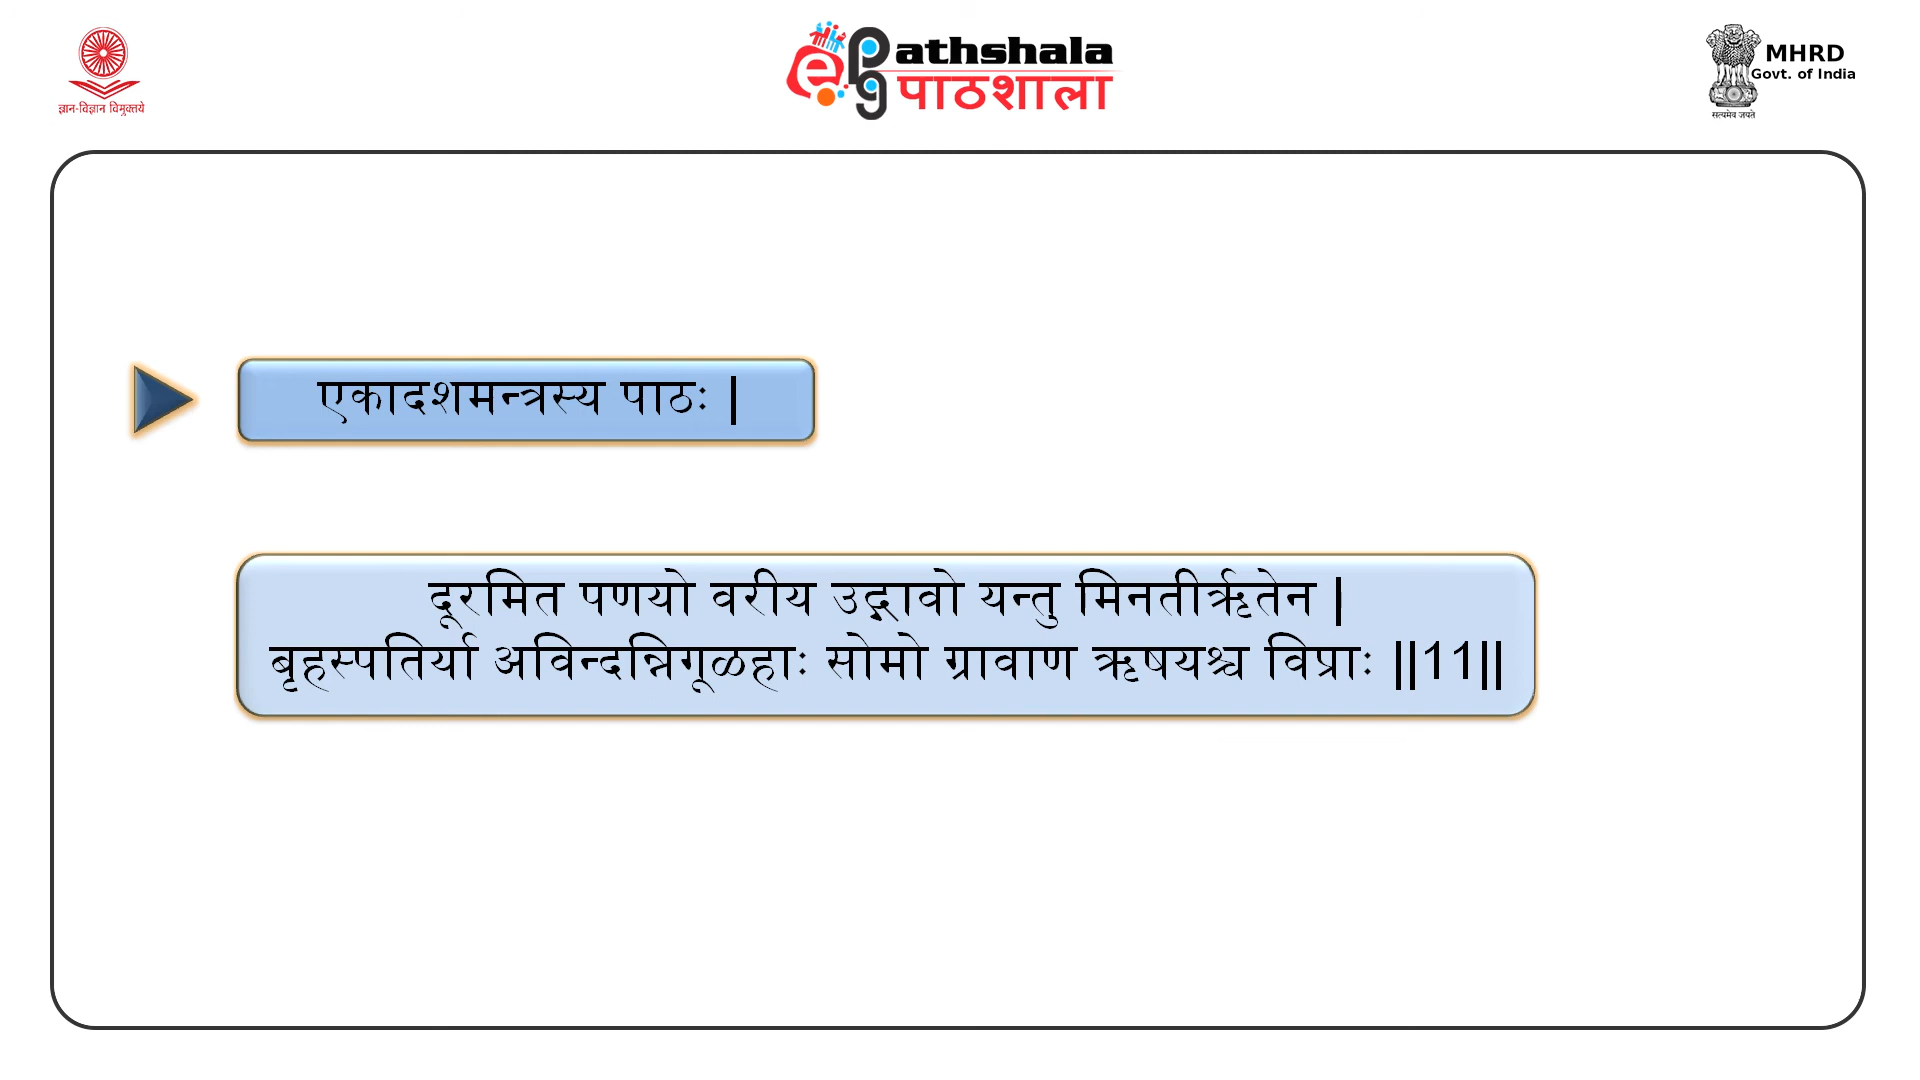 ज्ञान-विज्ञान विमुक्तये
ePathshala
पाठशाला
MHRD
Govt. of India
सत्यमेव जयते
एकादशमन्त्रस्य पाठः |
दूरमित पणयो वरीय उद्गावो यन्तु मिनतीर्ऋतेन |
बृहस्पतिर्या अविन्दन्निगूळहाः सोमो ग्रावाण ऋषयश्च विप्राः ||11||